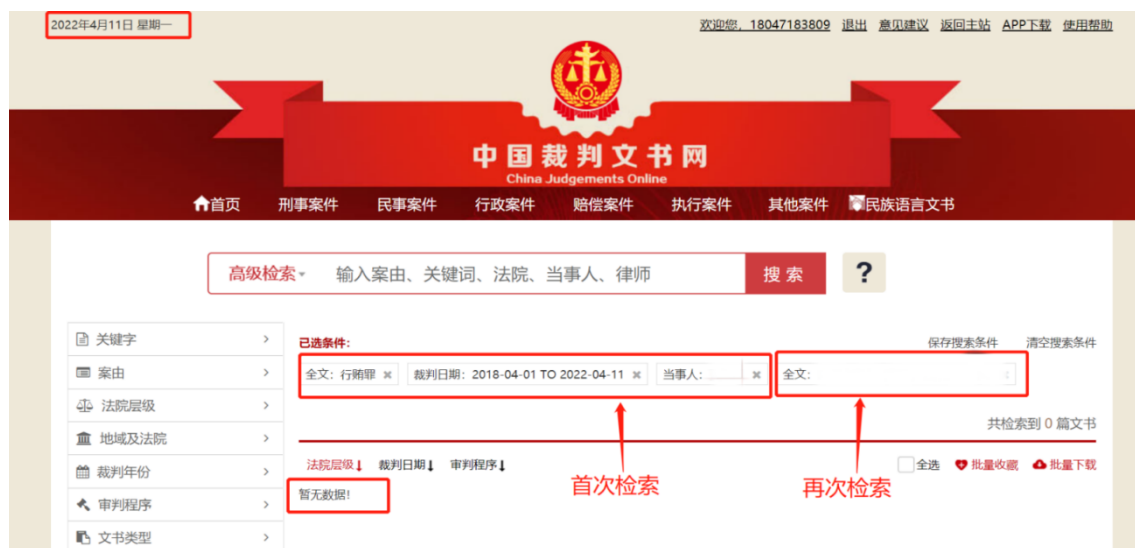 2022年4月11日 星期一
欢迎您，18047183809 退出 意见建议 返回主站 APP下载 使用帮助
中国裁判文书网
China Judgements Online
首页 刑事案件 民事案件 行政案件 赔偿案件 执行案件 其他案件 民族语言文书
高级检索 输入案由、关键词、法院、当事人、律师 搜索 ?
关键字
案由
法院层级
地域及法院
裁判年份
审判程序
文书类型
已选条件:
保存搜索条件 清空搜索条件
全文: 行贿罪 × 裁判日期: 2018-04-01 TO 2022-04-11 × 当事人: × 全文:
共检索到 0 篇文书
法院层级↓ 裁判日期↓ 审判程序↓
全选 批量收藏 批量下载
暂无数据!
首次检索
再次检索